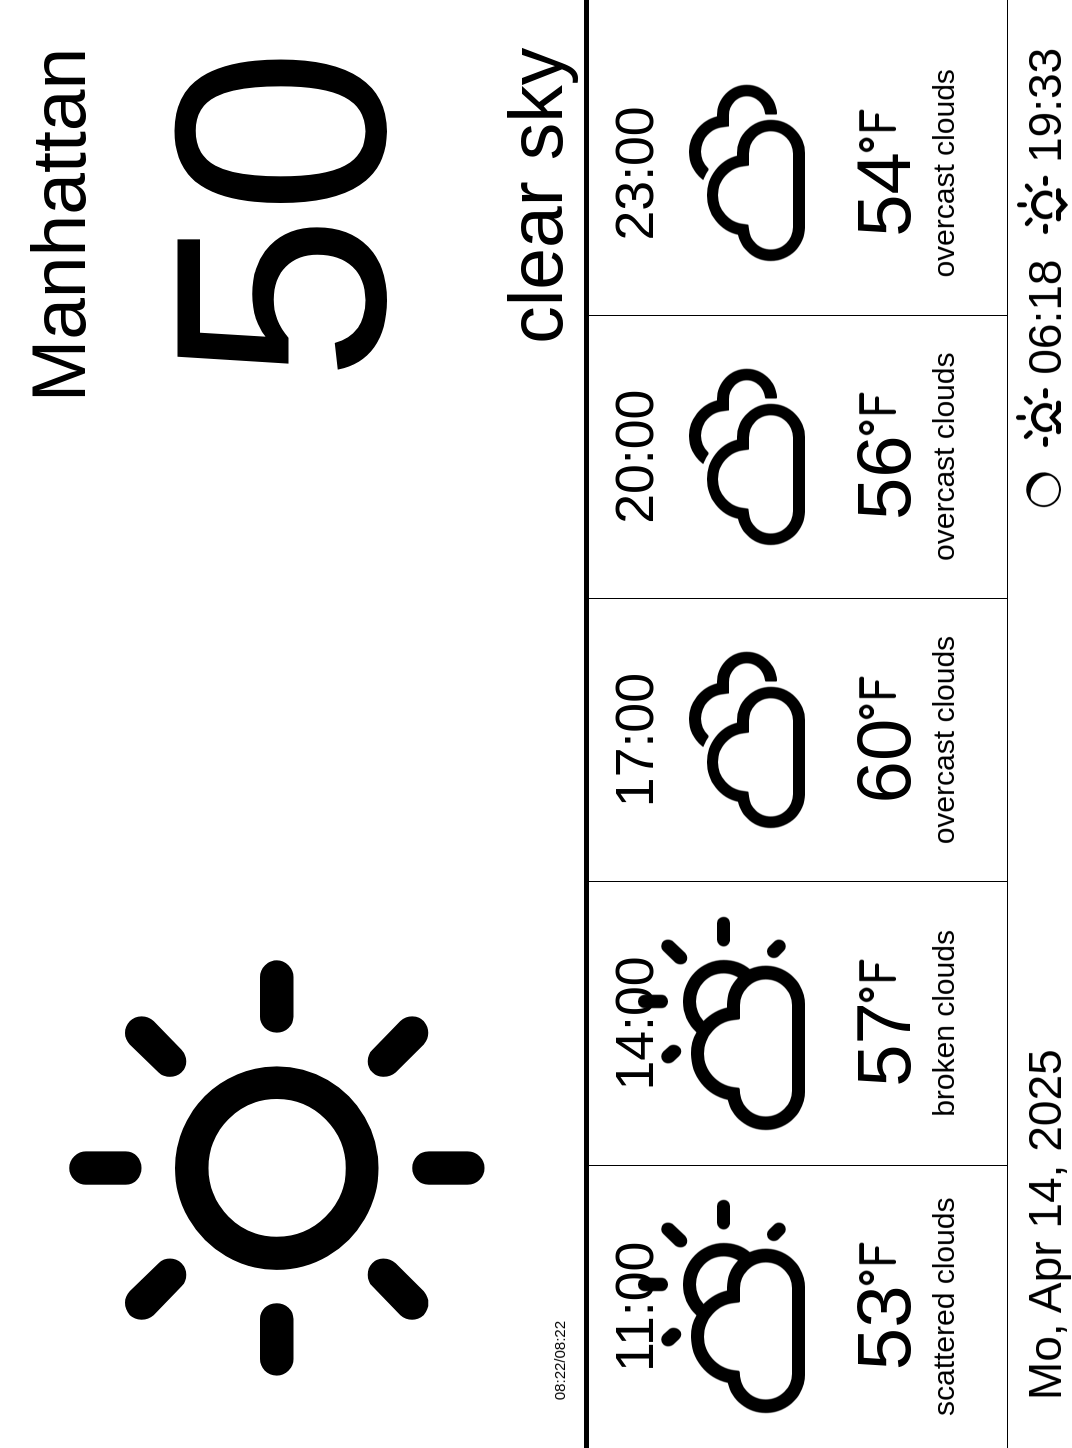 Manhattan
50
clear sky
08:22/08:22
11:00
53°F
scattered clouds
14:00
57°F
broken clouds
17:00
60°F
overcast clouds
20:00
56°F
overcast clouds
23:00
54°F
overcast clouds
Mo, Apr 14, 2025
06:18
19:33